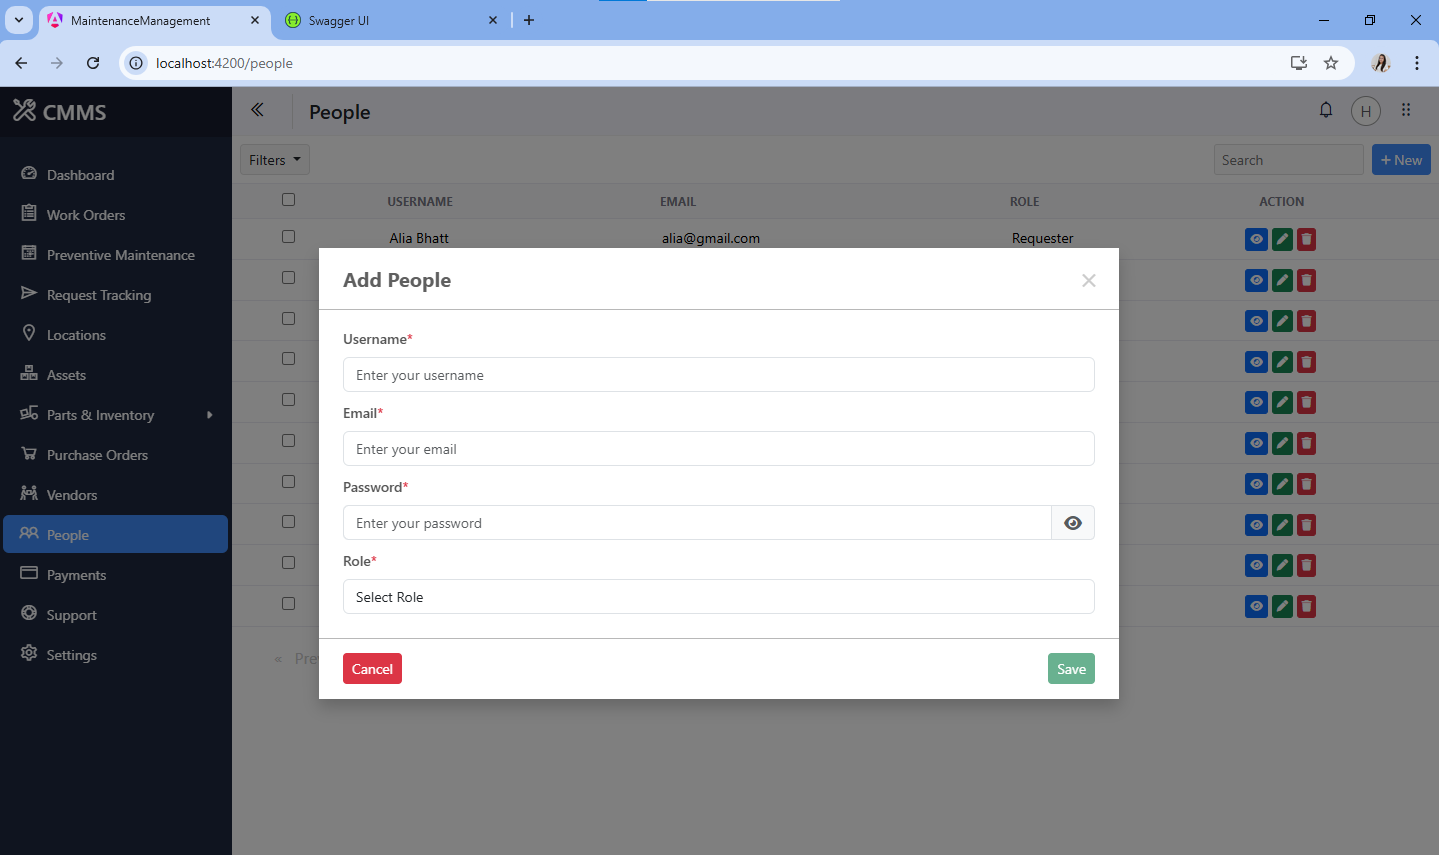 MaintenanceManagement
Swagger UI
localhost:4200/people
CMMS
People
H
Filters
Search
+ New
Dashboard
Work Orders
Preventive Maintenance
Request Tracking
Locations
Assets
Parts & Inventory
Purchase Orders
Vendors
People
Payments
Support
Settings
USERNAME EMAIL ROLE ACTION
Alia Bhatt alia@gmail.com Requester
Add People
Username*
Enter your username
Email*
Enter your email
Password*
Enter your password
Role*
Select Role
Cancel
Save
« Pre